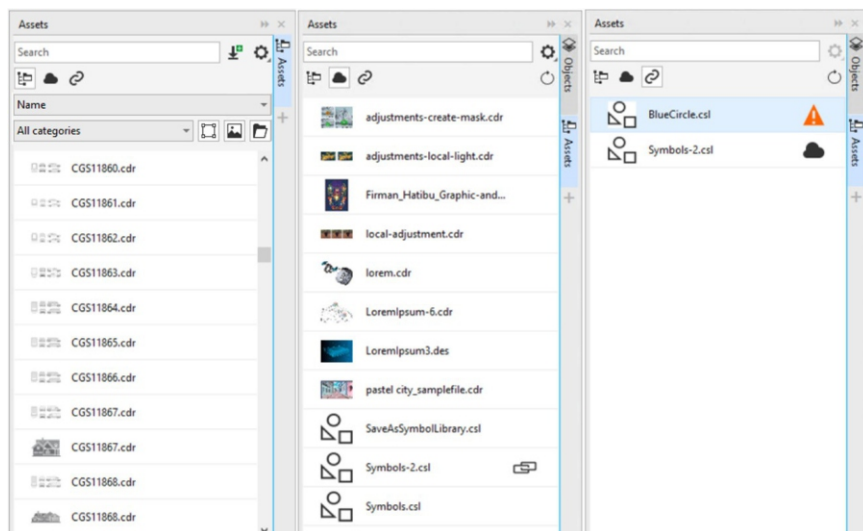 Assets
Search
Name
All categories
CGS11860.cdr
CGS11861.cdr
CGS11862.cdr
CGS11863.cdr
CGS11864.cdr
CGS11865.cdr
CGS11866.cdr
CGS11867.cdr
CGS11867.cdr
CGS11868.cdr
CGS11868.cdr
Assets
Assets
Search
adjustments-create-mask.cdr
adjustments-local-light.cdr
Firman_Hatibu_Graphic-and...
local-adjustment.cdr
lorem.cdr
LoremIpsum-6.cdr
LoremIpsum3.des
pastel city_samplefile.cdr
SaveAsSymbolLibrary.csl
Symbols-2.csl
Symbols.csl
Objects
Assets
Assets
Search
BlueCircle.csl
Symbols-2.csl
Objects
Assets